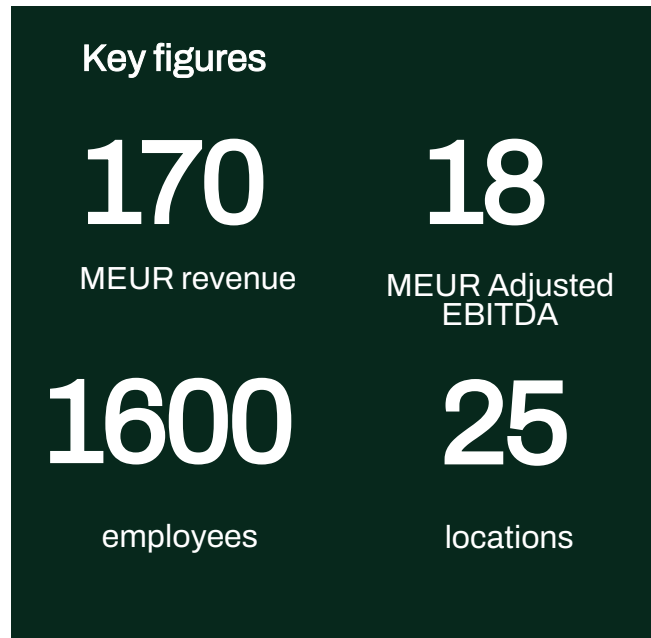 Key figures
170
MEUR revenue
18
MEUR Adjusted
EBITDA
1600
employees
25
locations